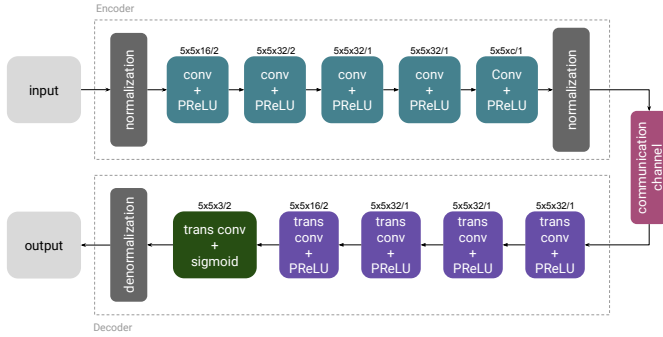 Encoder
5x5x16/2
5x5x32/2
5x5x32/1
5x5x32/1
5x5xc/1
input
normalization
conv
+
PReLU
conv
+
PReLU
conv
+
PReLU
conv
+
PReLU
Conv
+
PReLU
normalization
communication
channel
5x5x3/2
5x5x16/2
5x5x32/1
5x5x32/1
5x5x32/1
output
denormalization
trans conv
+
sigmoid
trans
conv
+
PReLU
trans
conv
+
PReLU
trans
conv
+
PReLU
trans
conv
+
PReLU
Decoder